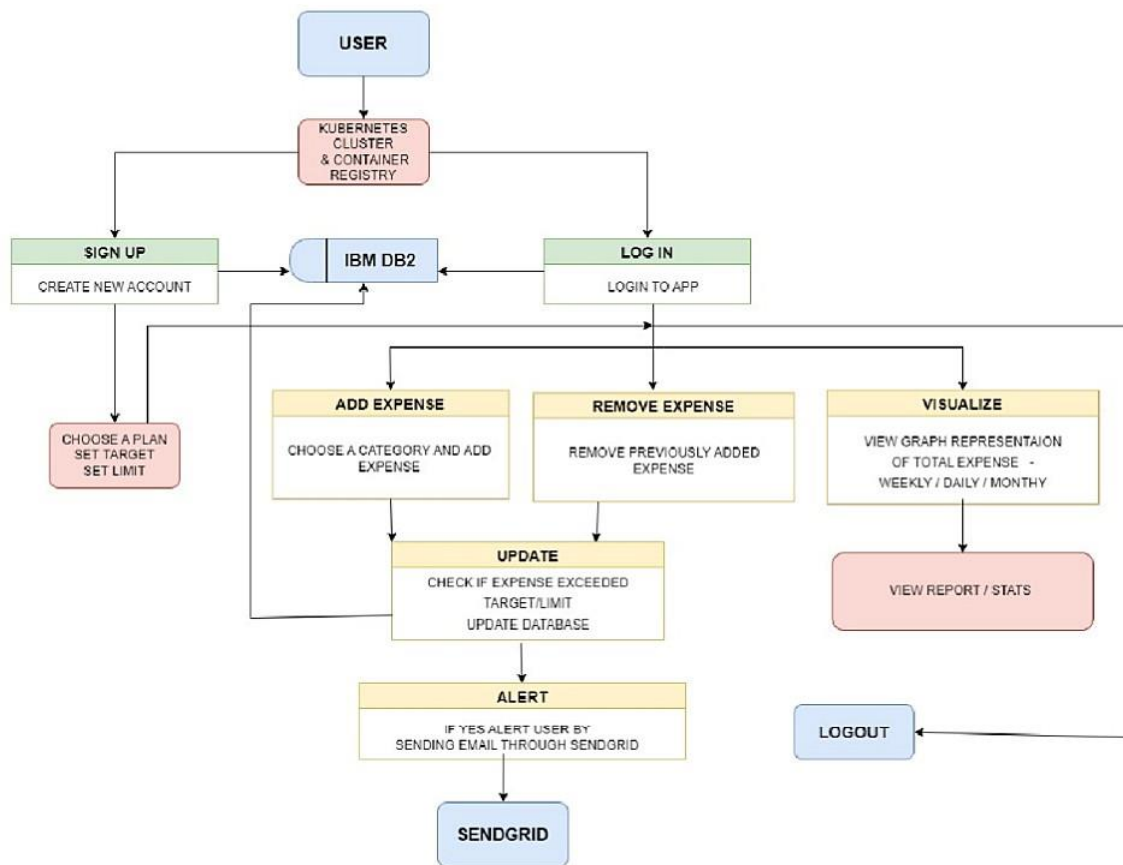 USER
KUBERNETES
CLUSTER
& CONTAINER
REGISTRY
SIGN UP
CREATE NEW ACCOUNT
IBM DB2
LOG IN
LOGIN TO APP
CHOOSE A PLAN
SET TARGET
SET LIMIT
ADD EXPENSE
CHOOSE A CATEGORY AND ADD
EXPENSE
REMOVE EXPENSE
REMOVE PREVIOUSLY ADDED
EXPENSE
VISUALIZE
VIEW GRAPH REPRESENTAION
OF TOTAL EXPENSE -
WEEKLY / DAILY / MONTHY
UPDATE
CHECK IF EXPENSE EXCEEDED
TARGET/LIMIT
UPDATE DATABASE
VIEW REPORT / STATS
ALERT
IF YES ALERT USER BY
SENDING EMAIL THROUGH SENDGRID
LOGOUT
SENDGRID